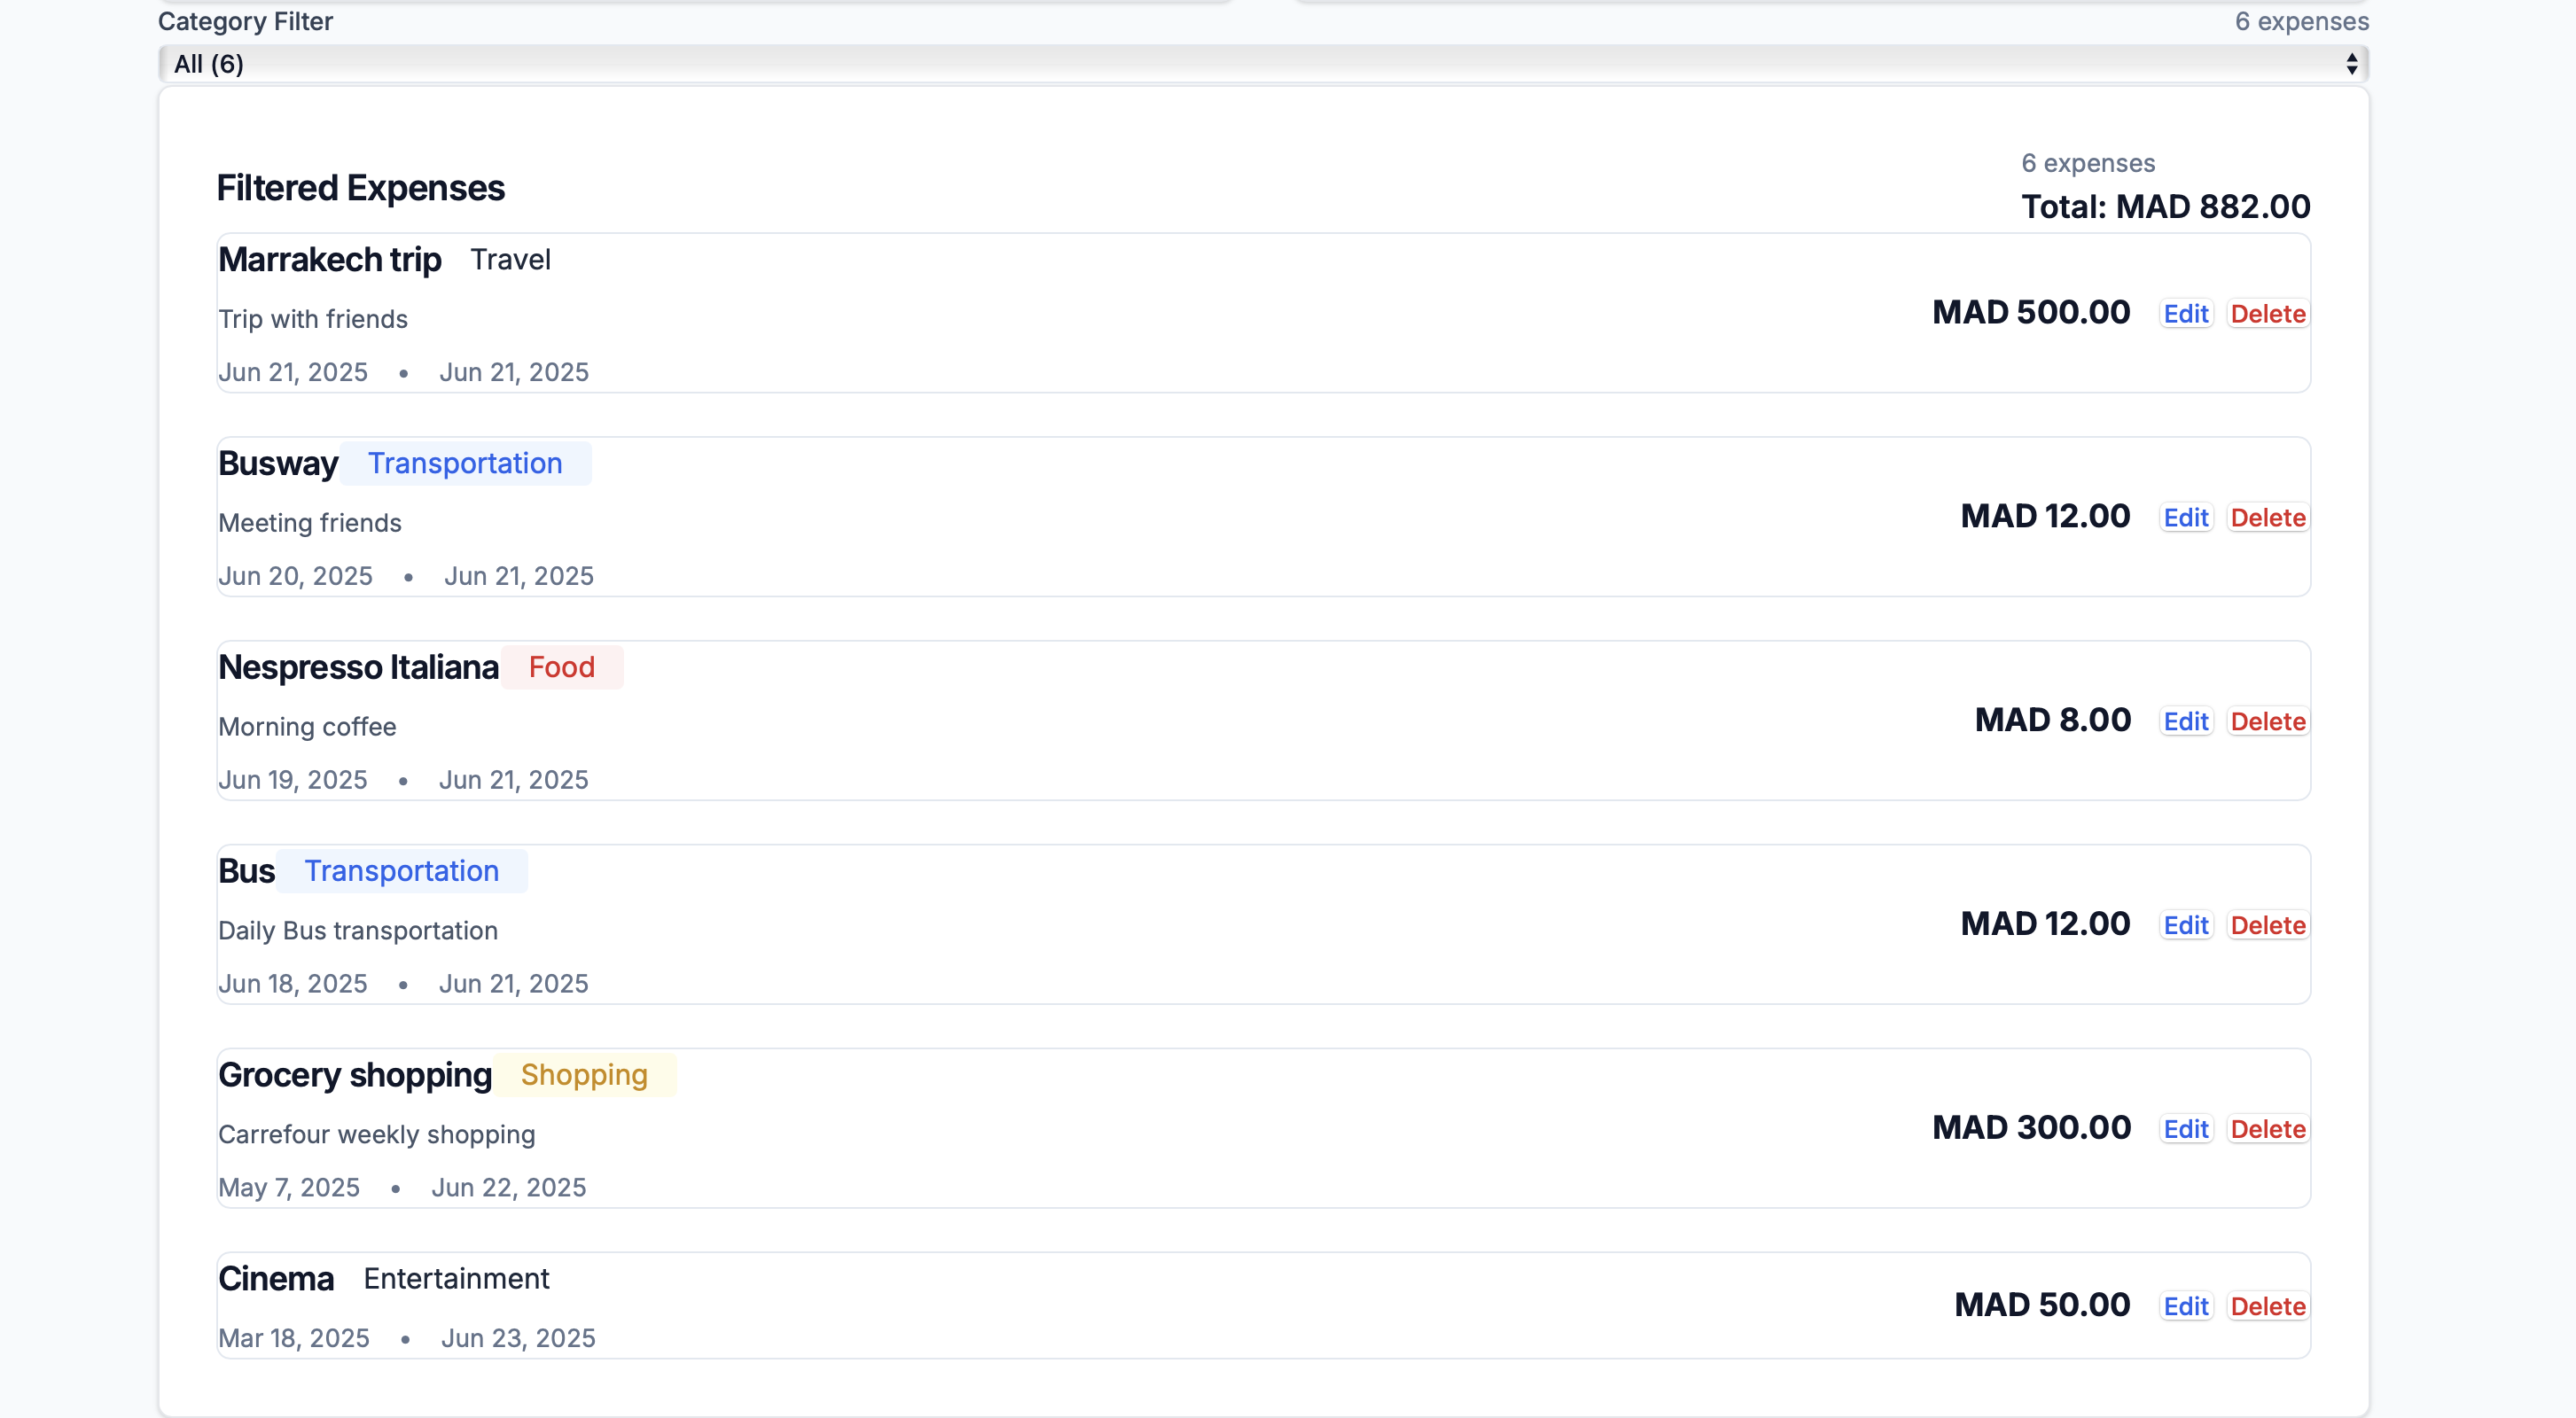 Category Filter 6 expenses
All (6)
Filtered Expenses
6 expenses
Total: MAD 882.00
Marrakech trip Travel
Trip with friends
MAD 500.00 Edit Delete
Jun 21, 2025 • Jun 21, 2025
Busway Transportation
Meeting friends
MAD 12.00 Edit Delete
Jun 20, 2025 • Jun 21, 2025
Nespresso Italiana Food
Morning coffee
MAD 8.00 Edit Delete
Jun 19, 2025 • Jun 21, 2025
Bus Transportation
Daily Bus transportation
MAD 12.00 Edit Delete
Jun 18, 2025 • Jun 21, 2025
Grocery shopping Shopping
Carrefour weekly shopping
MAD 300.00 Edit Delete
May 7, 2025 • Jun 22, 2025
Cinema Entertainment
MAD 50.00 Edit Delete
Mar 18, 2025 • Jun 23, 2025